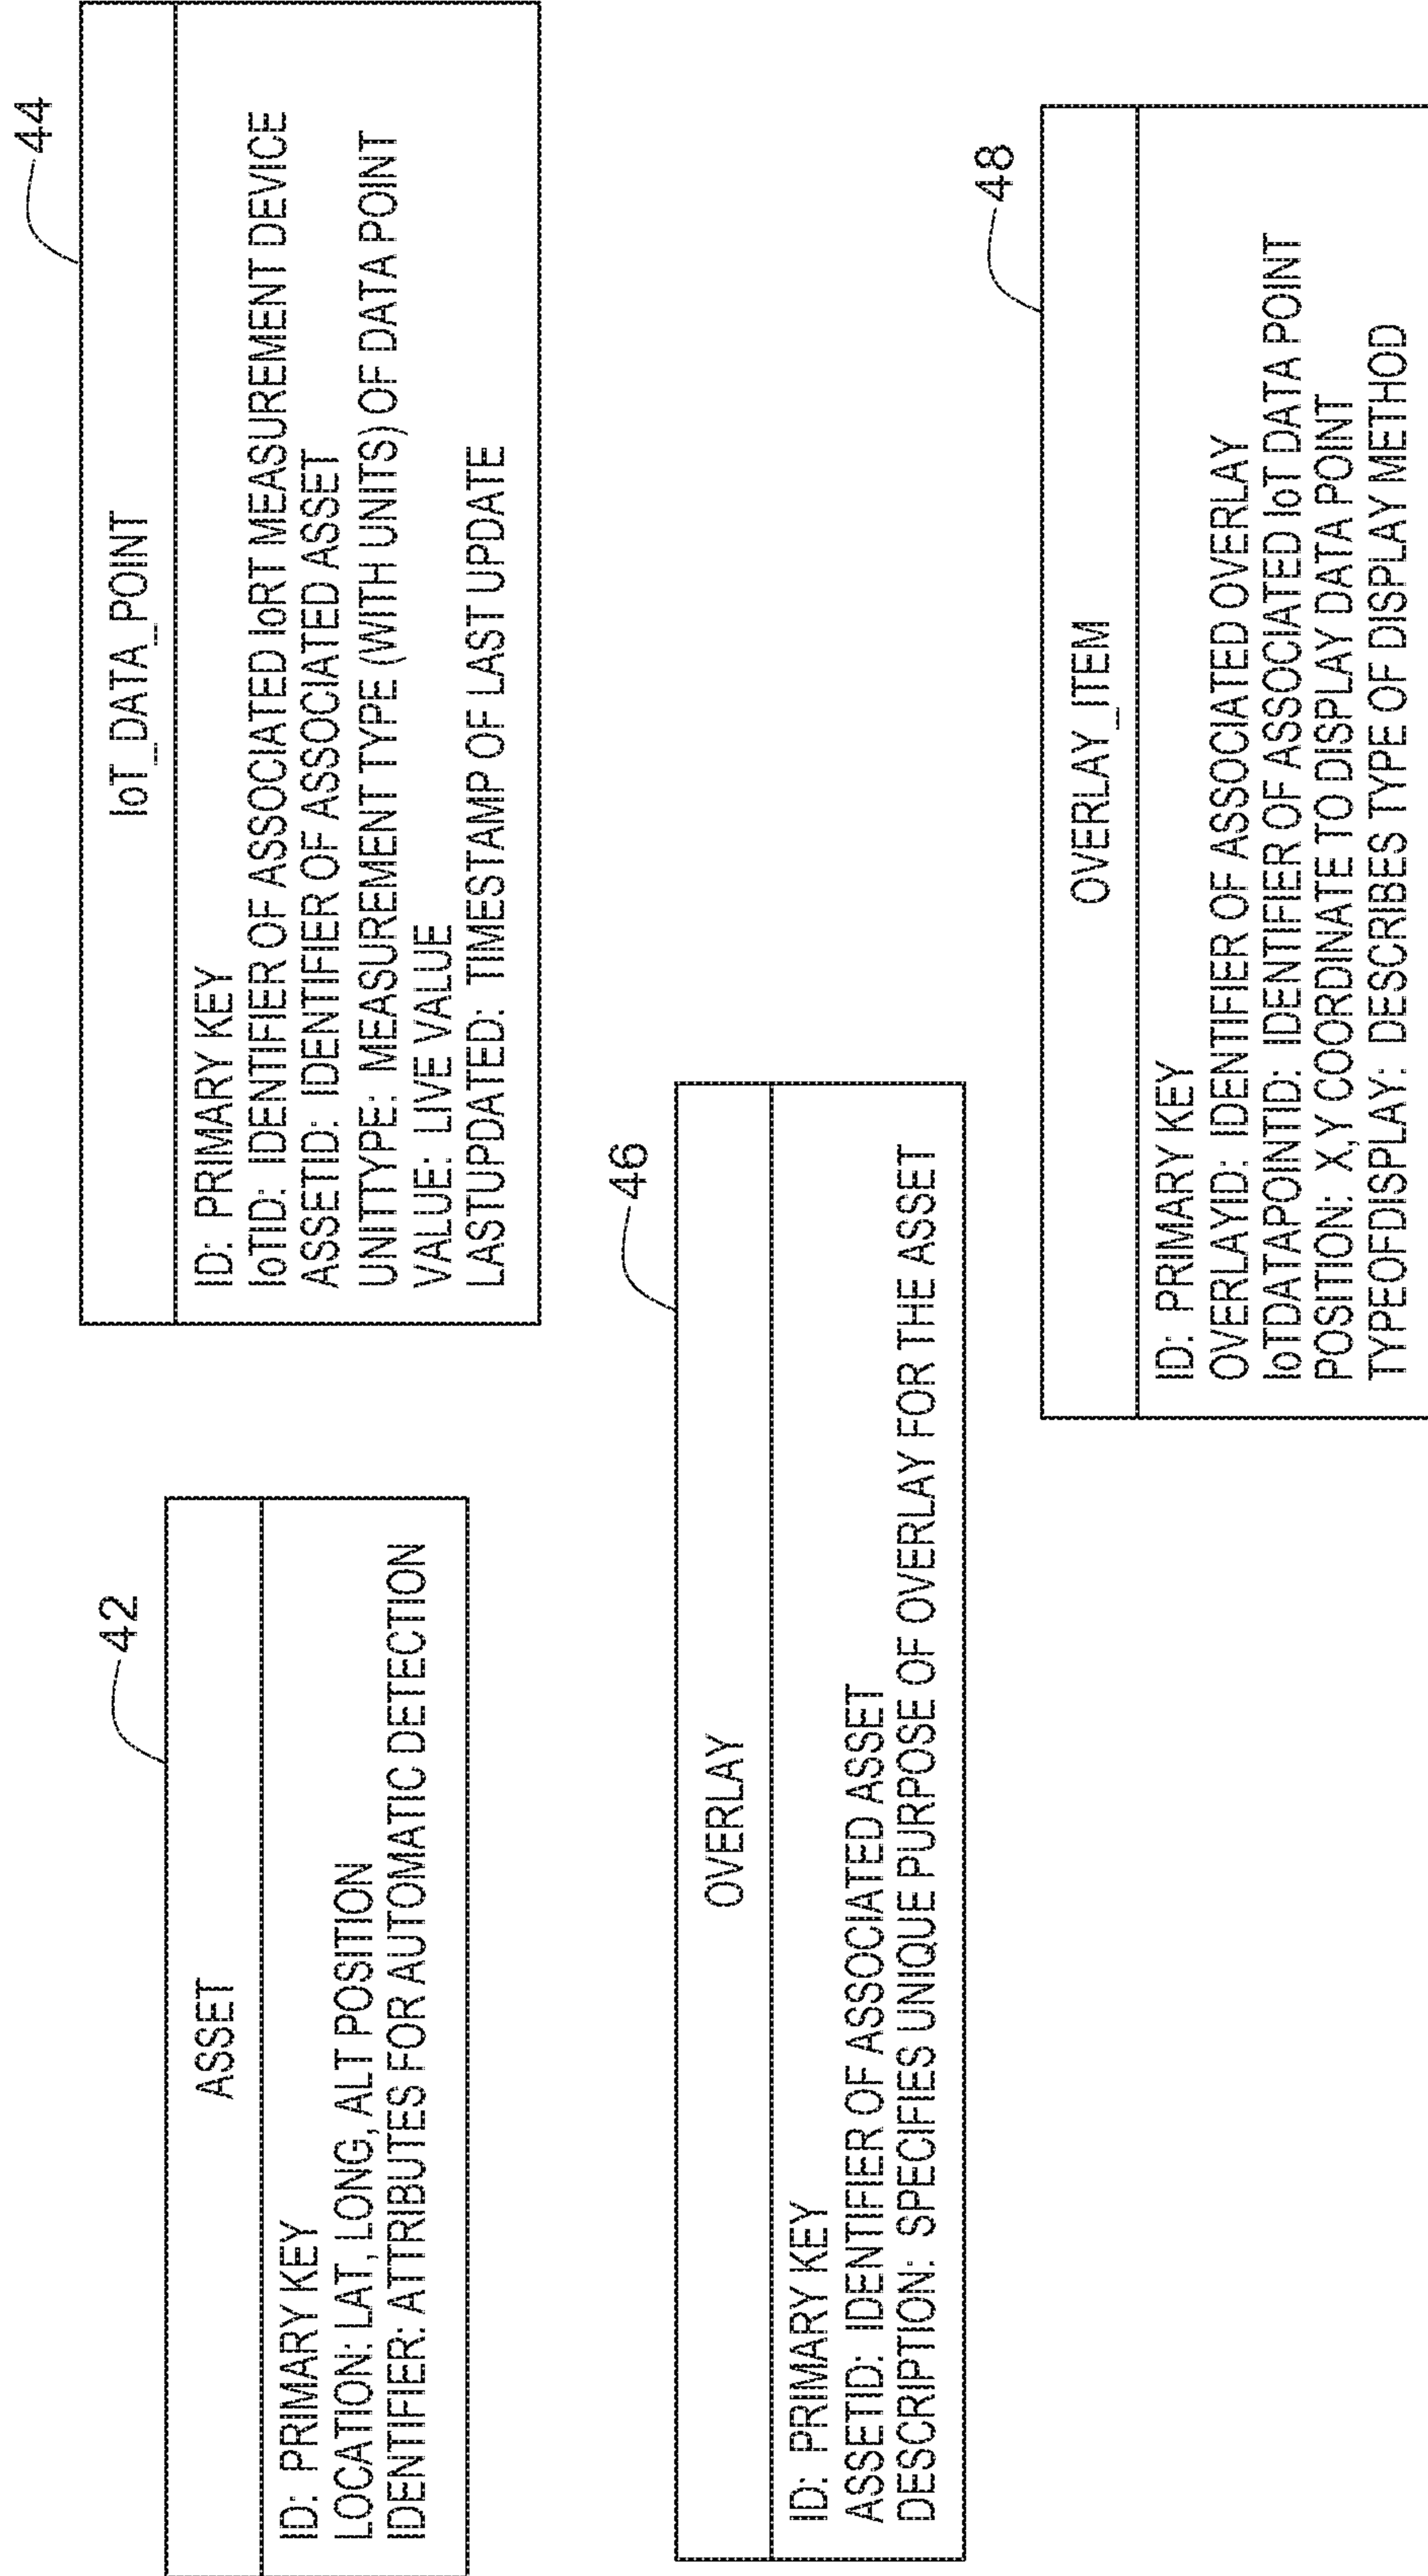 42
ASSET
ID: PRIMARY KEY
LOCATION: LAT, LONG, ALT POSITION
IDENTIFIER: ATTRIBUTES FOR AUTOMATIC DETECTION
44
IoT_DATA_POINT
ID: PRIMARY KEY
IoTID: IDENTIFIER OF ASSOCIATED IoRT MEASUREMENT DEVICE
ASSETID: IDENTIFIER OF ASSOCIATED ASSET
UNITTYPE: MEASUREMENT TYPE (WITH UNITS) OF DATA POINT
VALUE: LIVE VALUE
LASTUPDATED: TIMESTAMP OF LAST UPDATE
46
OVERLAY
ID: PRIMARY KEY
ASSETID: IDENTIFIER OF ASSOCIATED ASSET
DESCRIPTION: SPECIFIES UNIQUE PURPOSE OF OVERLAY FOR THE ASSET
48
OVERLAY_ITEM
ID: PRIMARY KEY
OVERLAYID: IDENTIFIER OF ASSOCIATED OVERLAY
IoTDATAPOINTID: IDENTIFIER OF ASSOCIATED IoT DATA POINT
POSITION: X,Y COORDINATE TO DISPLAY DATA POINT
TYPEOFDISPLAY: DESCRIBES TYPE OF DISPLAY METHOD